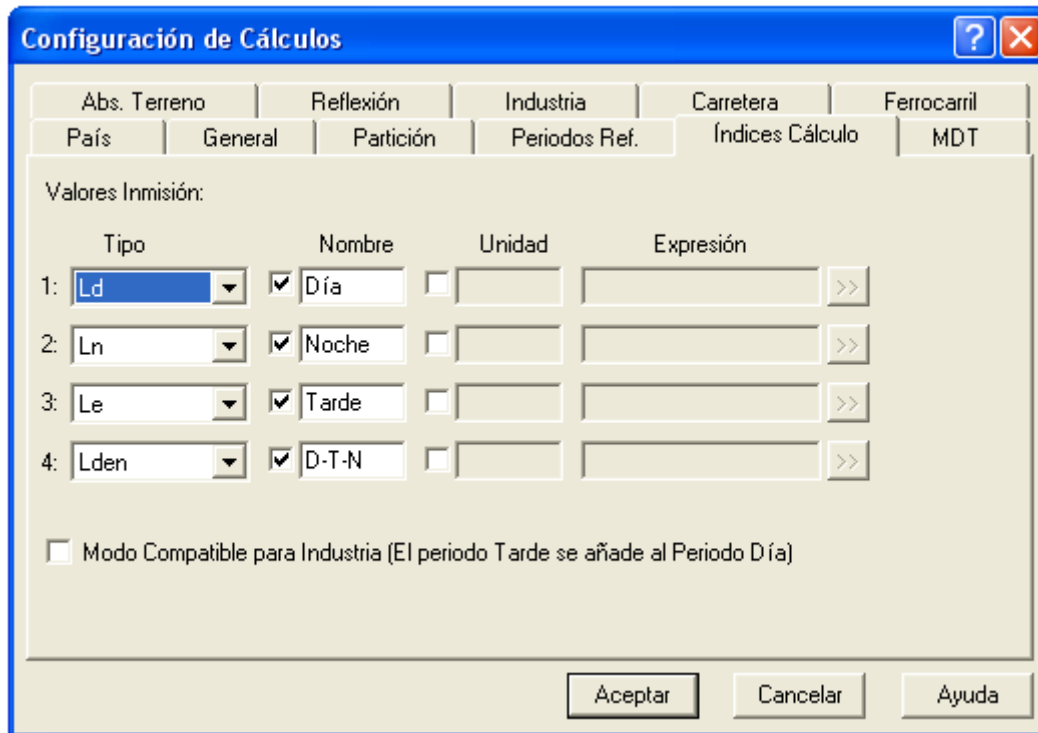 Configuración de Cálculos
Abs. Terreno Reflexión Industria Carretera Ferrocarril
País General Partición Periodos Ref. Índices Cálculo MDT
Valores Inmisión:
Tipo Nombre Unidad Expresión
1: Ld Día >>
2: Ln Noche >>
3: Le Tarde >>
4: Lden D-T-N >>
Modo Compatible para Industria (El periodo Tarde se añade al Periodo Día)
Aceptar Cancelar Ayuda